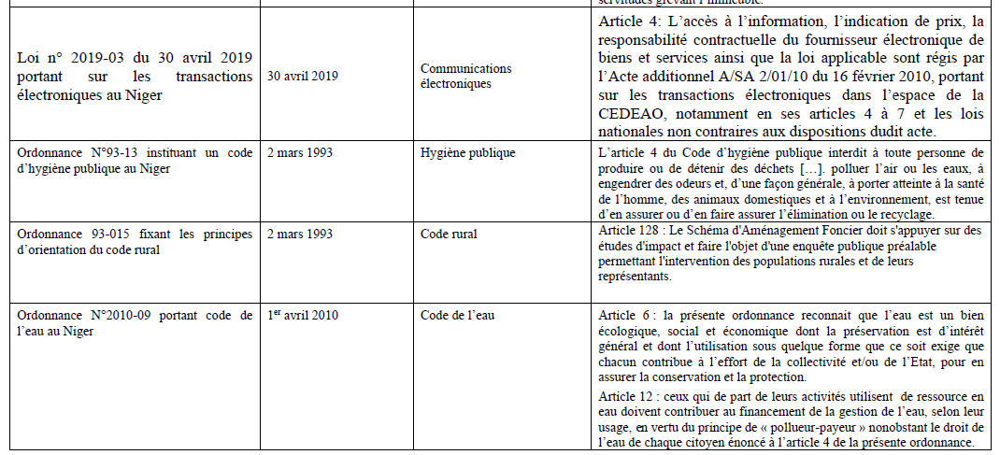 servitudes grevant l'immeuble.
Loi n° 2019-03 du 30 avril 2019
portant sur les transactions
électroniques au Niger
30 avril 2019
Communications
électroniques
Article 4: L'accès à l'information, l'indication de prix, la
responsabilité contractuelle du fournisseur électronique de
biens et services ainsi que la loi applicable sont régis par
l'Acte additionnel A/SA 2/01/10 du 16 février 2010, portant
sur les transactions électroniques dans l'espace de la
CEDEAO, notamment en ses articles 4 à 7 et les lois
nationales non contraires aux dispositions dudit acte.
Ordonnance N°93-13 instituant un code
d'hygiène publique au Niger
2 mars 1993
Hygiène publique
L'article 4 du Code d'hygiène publique interdit à toute personne de
produire ou de détenir des déchets […]. polluer l'air ou les eaux, à
engendrer des odeurs et, d'une façon générale, à porter atteinte à la santé
de l'homme, des animaux domestiques et à l'environnement, est tenue
d'en assurer ou d'en faire assurer l'élimination ou le recyclage.
Ordonnance 93-015 fixant les principes
d'orientation du code rural
2 mars 1993
Code rural
Article 128 : Le Schéma d'Aménagement Foncier doit s'appuyer sur des
études d'impact et faire l'objet d'une enquête publique préalable
permettant l'intervention des populations rurales et de leurs
représentants.
Ordonnance N°2010-09 portant code de
l'eau au Niger
1er avril 2010
Code de l'eau
Article 6 : la présente ordonnance reconnait que l'eau est un bien
écologique, social et économique dont la préservation est d'intérêt
général et dont l'utilisation sous quelque forme que ce soit exige que
chacun contribue à l'effort de la collectivité et/ou de l'Etat, pour en
assurer la conservation et la protection.
Article 12 : ceux qui de part de leurs activités utilisent de ressource en
eau doivent contribuer au financement de la gestion de l'eau, selon leur
usage, en vertu du principe de « pollueur-payeur » nonobstant le droit de
l'eau de chaque citoyen énoncé à l'article 4 de la présente ordonnance.